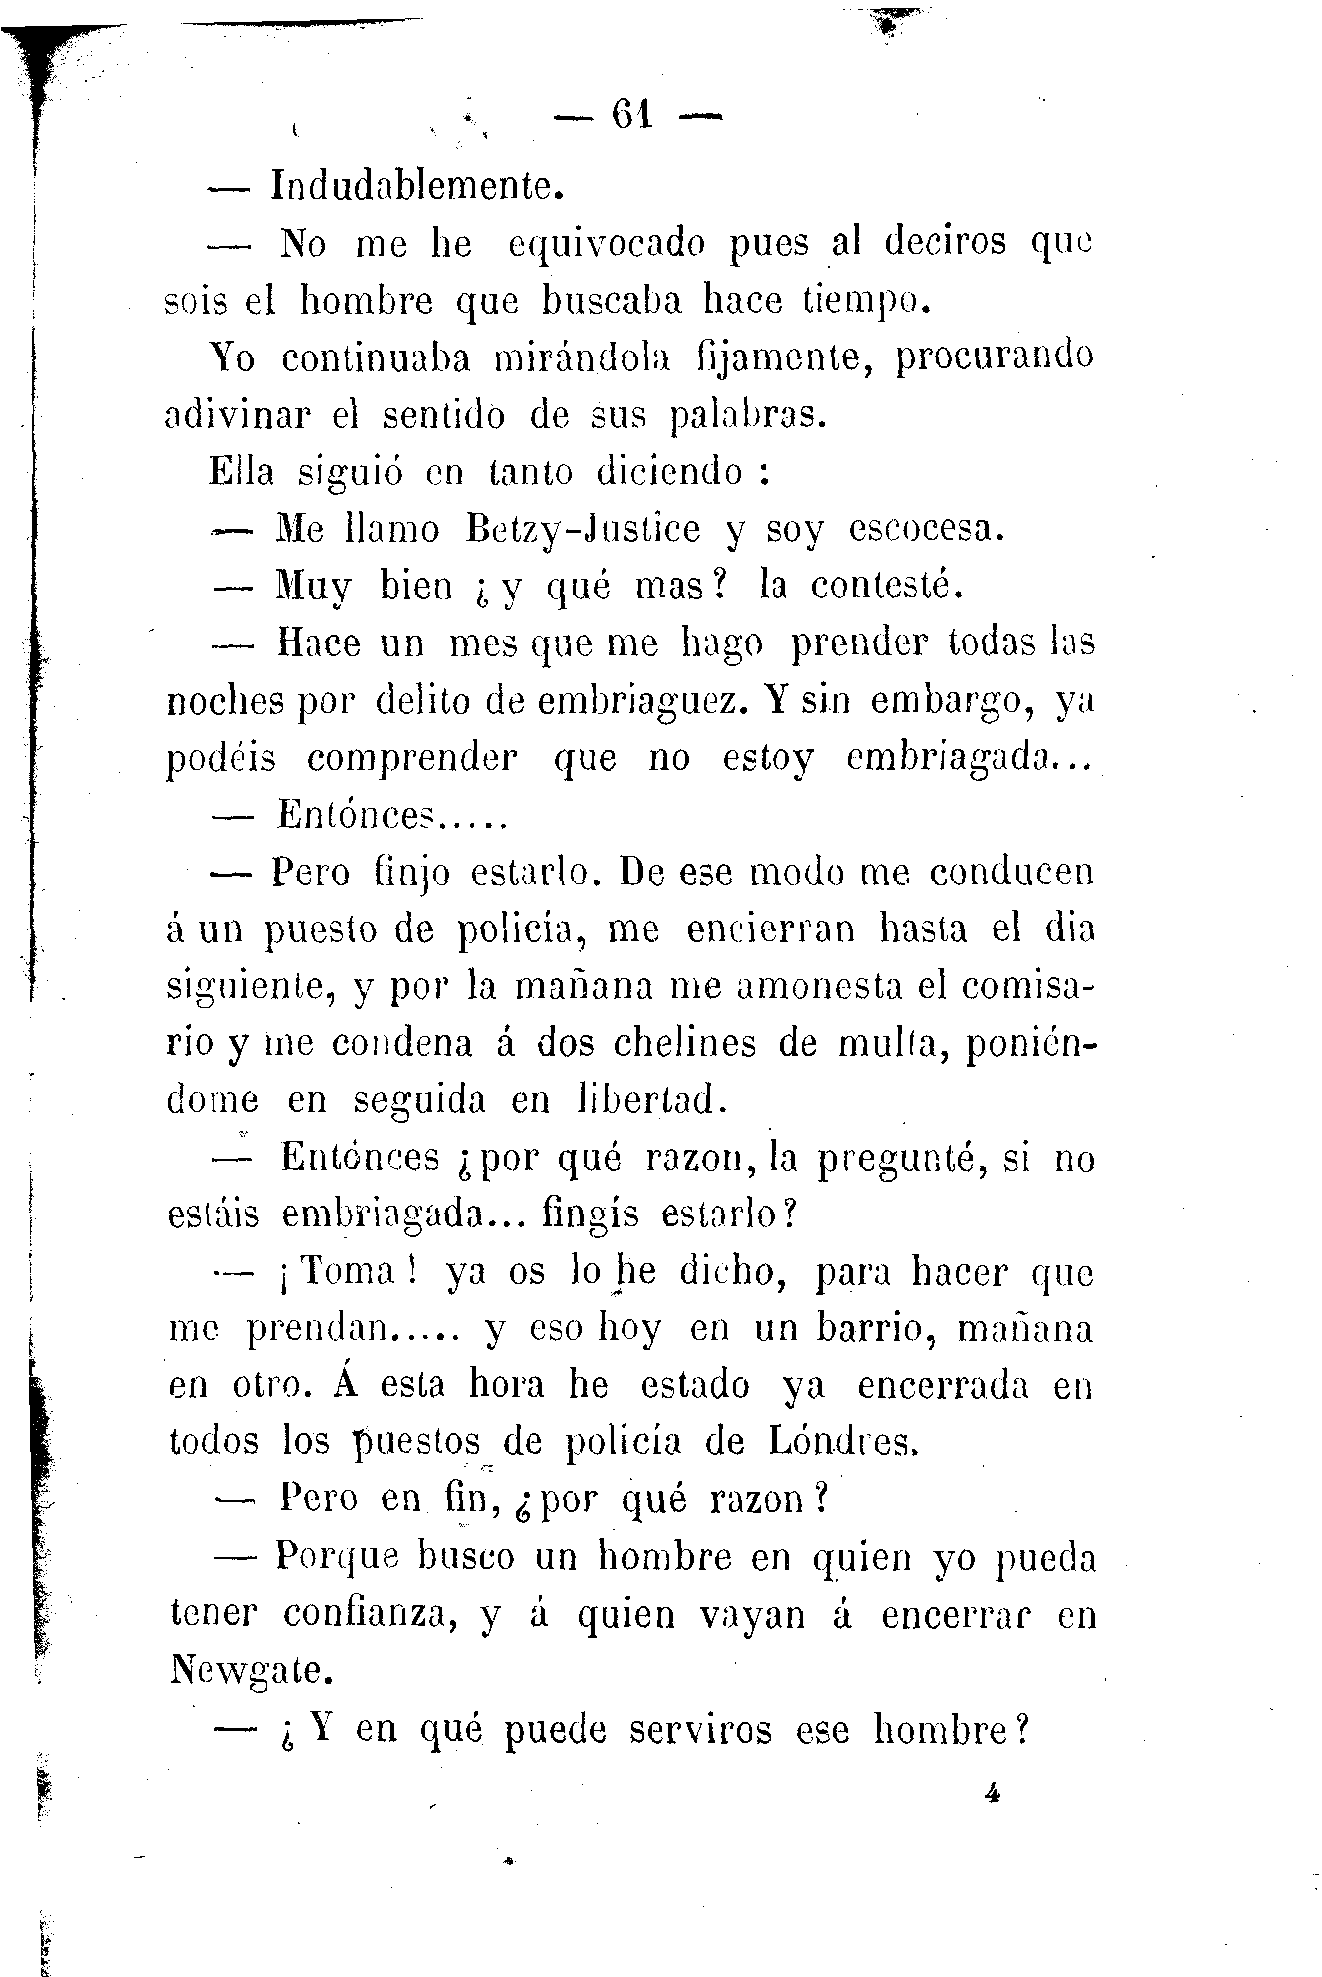 — 61 —
— Indudablemente.
— No me he equivocado pues al deciros que
sois el hombre que buscaba hace tiempo.
Yo continuaba mirándola fijamente, procurando
adivinar el sentido de sus palabras.
Ella siguió en tanto diciendo :
— Me llamo Betzy-Justice y soy escocesa.
— Muy bien ¿ y qué mas? la contesté.
— Hace un mes que me hago prender todas las
noches por delito de embriaguez. Y sin embargo, ya
podéis comprender que no estoy embriagada...
— Entónces.....
— Pero finjo estarlo. De ese modo me conducen
á un puesto de policía, me encierran hasta el dia
siguiente, y por la mañana me amonesta el comisa-
rio y me condena á dos chelines de multa, ponién-
dome en seguida en libertad.
— Entónces ¿por qué razon, la pregunté, si no
estáis embriagada... fingís estarlo?
— ¡Toma! ya os lo he dicho, para hacer que
me prendan..... y eso hoy en un barrio, mañana
en otro. Á esta hora he estado ya encerrada en
todos los puestos de policía de Lóndres.
— Pero en fin, ¿por qué razon?
— Porque busco un hombre en quien yo pueda
tener confianza, y á quien vayan á encerrar en
Newgate.
— ¿ Y en qué puede serviros ese hombre?
4